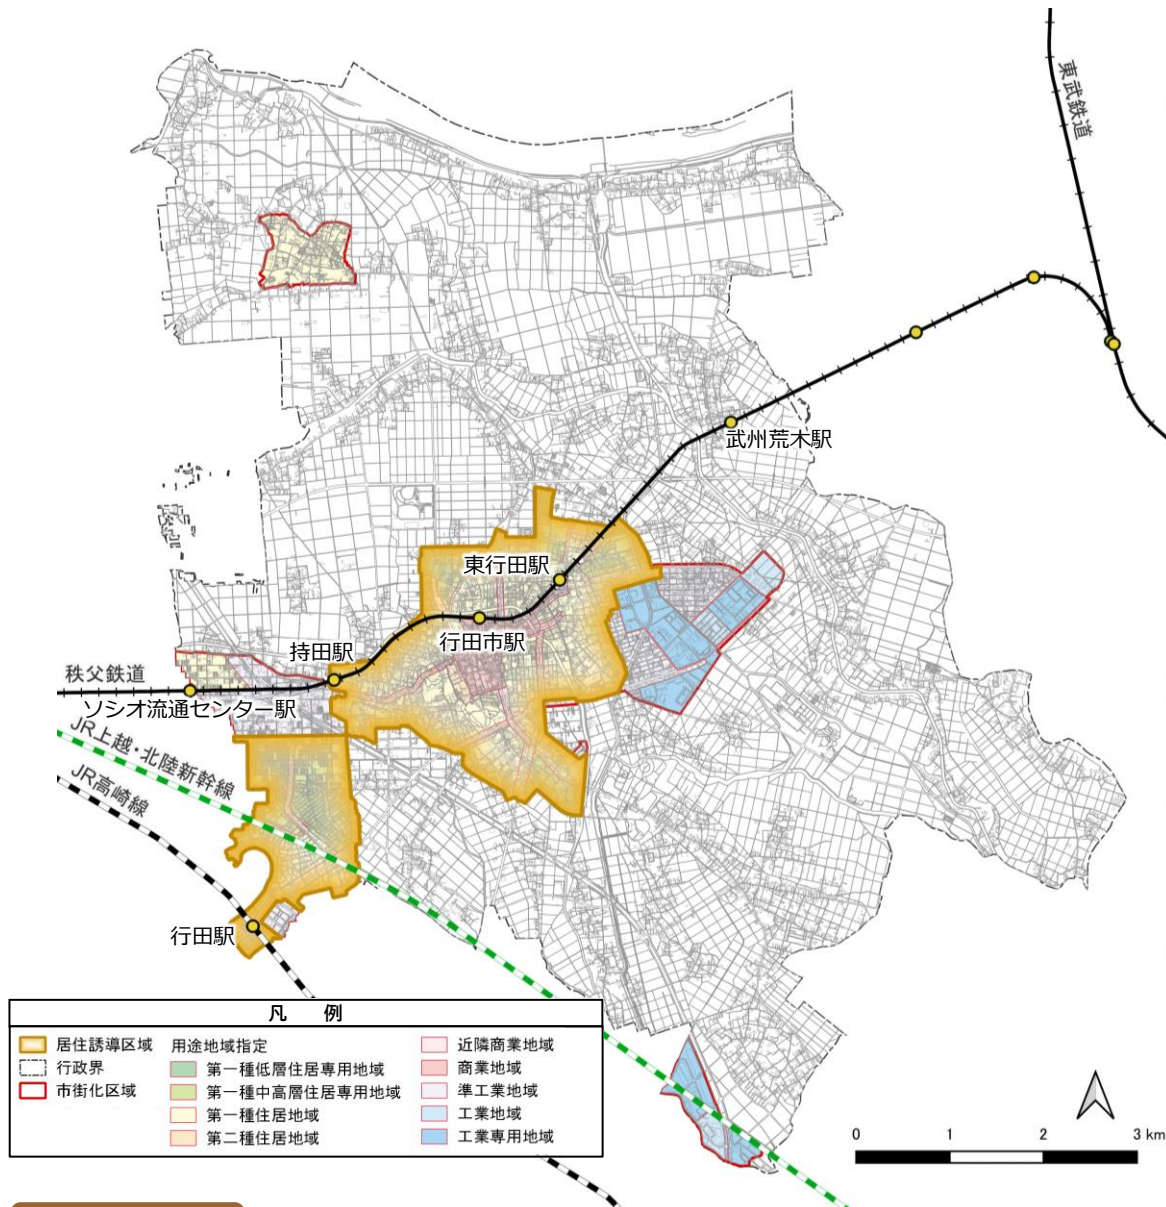 東武鉄道
武州荒木駅
東行田駅
行田市駅
持田駅
秩父鉄道
ソシオ流通センター駅
JR上越・北陸新幹線
JR高崎線
行田駅
凡 例
居住誘導区域
行政界
市街化区域
用途地域指定
第一種低層住居専用地域
第一種中高層住居専用地域
第一種住居地域
第二種住居地域
近隣商業地域
商業地域
準工業地域
工業地域
工業専用地域
0 1 2 3 km